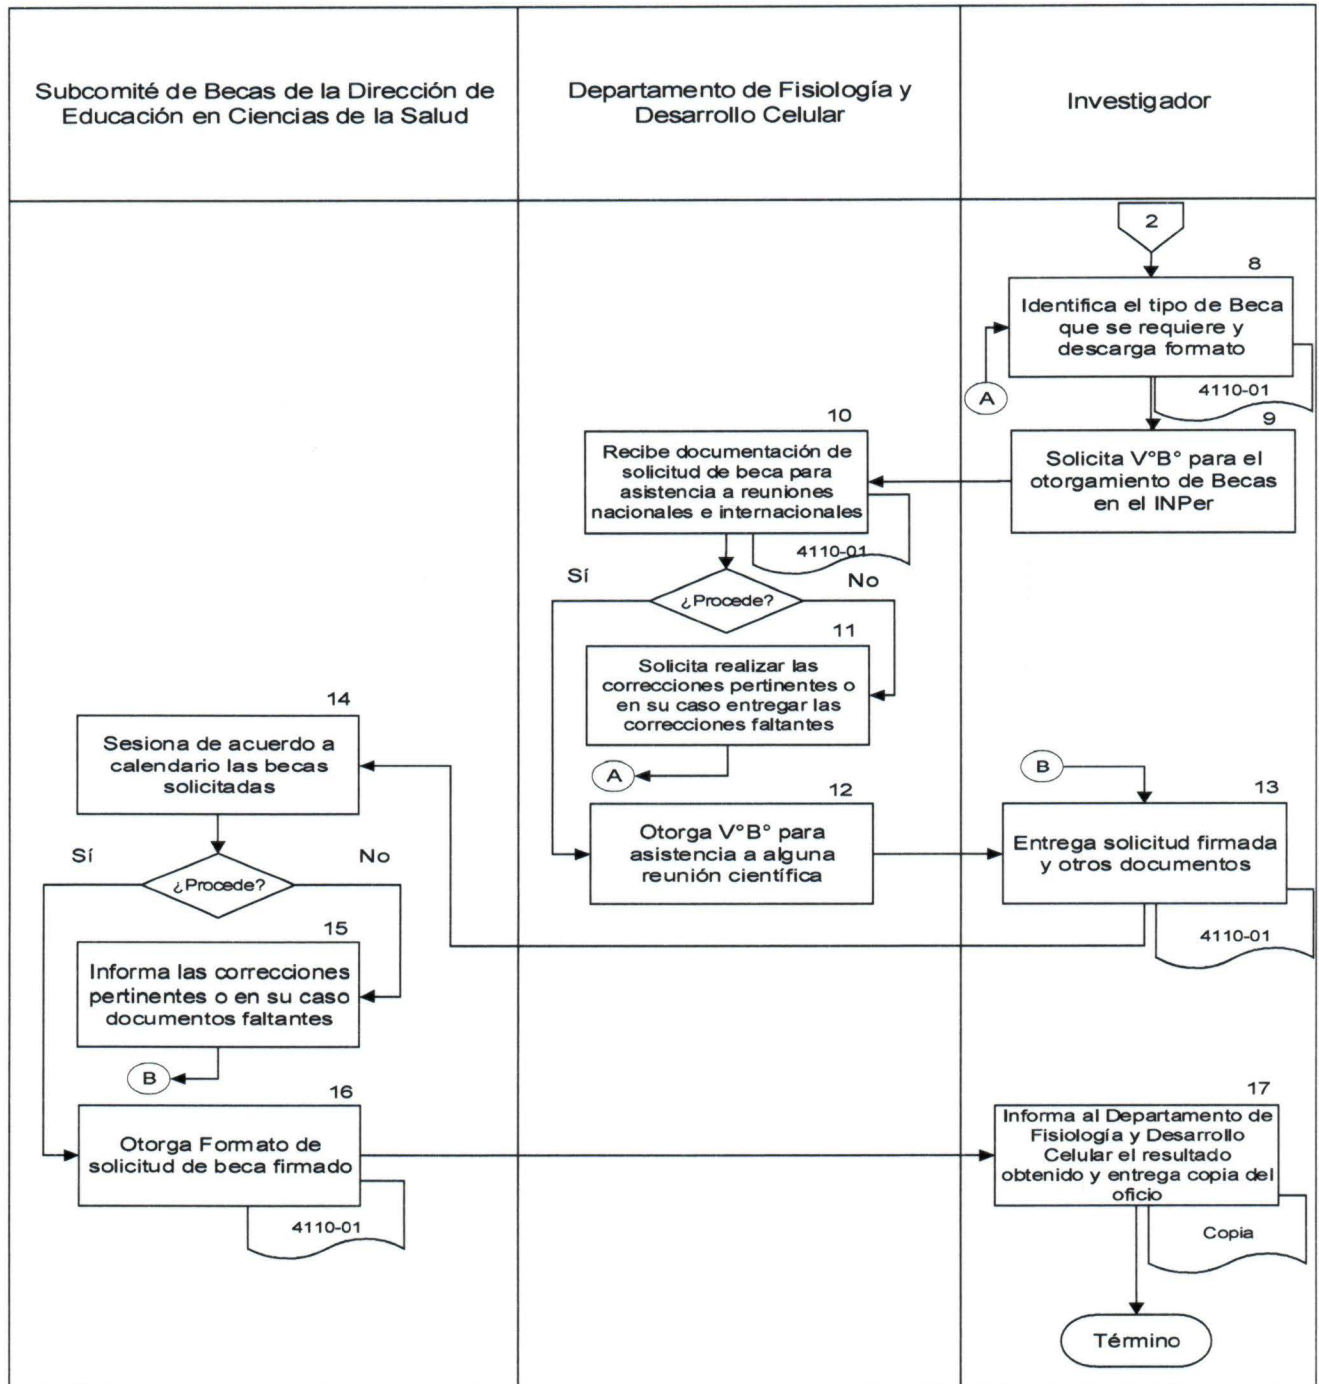 Subcomité de Becas de la Dirección de
Educación en Ciencias de la Salud
Departamento de Fisiología y
Desarrollo Celular
Investigador
2
8
Identifica el tipo de Beca
que se requiere y
descarga formato
4110-01
A
9
Solicita V°B° para el
otorgamiento de Becas
en el INPer
10
Recibe documentación de
solicitud de beca para
asistencia a reuniones
nacionales e internacionales
4110-01
Sí
¿Procede?
No
11
Solicita realizar las
correcciones pertinentes o
en su caso entregar las
correcciones faltantes
A
12
Otorga V°B° para
asistencia a alguna
reunión científica
B
13
Entrega solicitud firmada
y otros documentos
4110-01
14
Sesiona de acuerdo a
calendario las becas
solicitadas
Sí
¿Procede?
No
15
Informa las correcciones
pertinentes o en su caso
documentos faltantes
B
16
Otorga Formato de
solicitud de beca firmado
4110-01
17
Informa al Departamento de
Fisiología y Desarrollo
Celular el resultado
obtenido y entrega copia del
oficio
Copia
Término